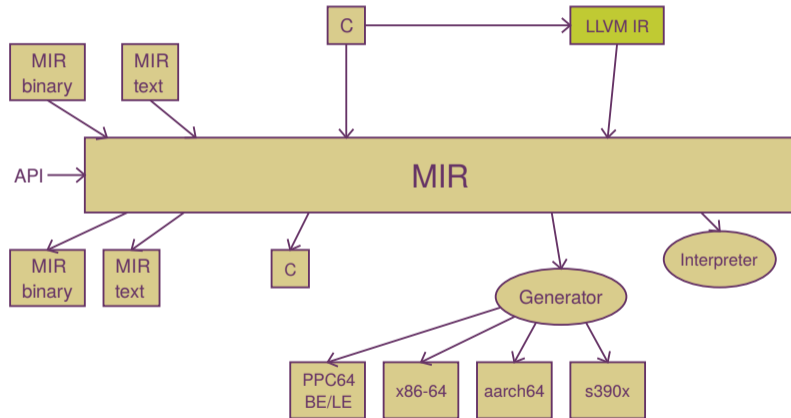 C
LLVM IR
MIR
binary
MIR
text
API
MIR
MIR
binary
MIR
text
C
Interpreter
Generator
PPC64
BE/LE
x86-64
aarch64
s390x